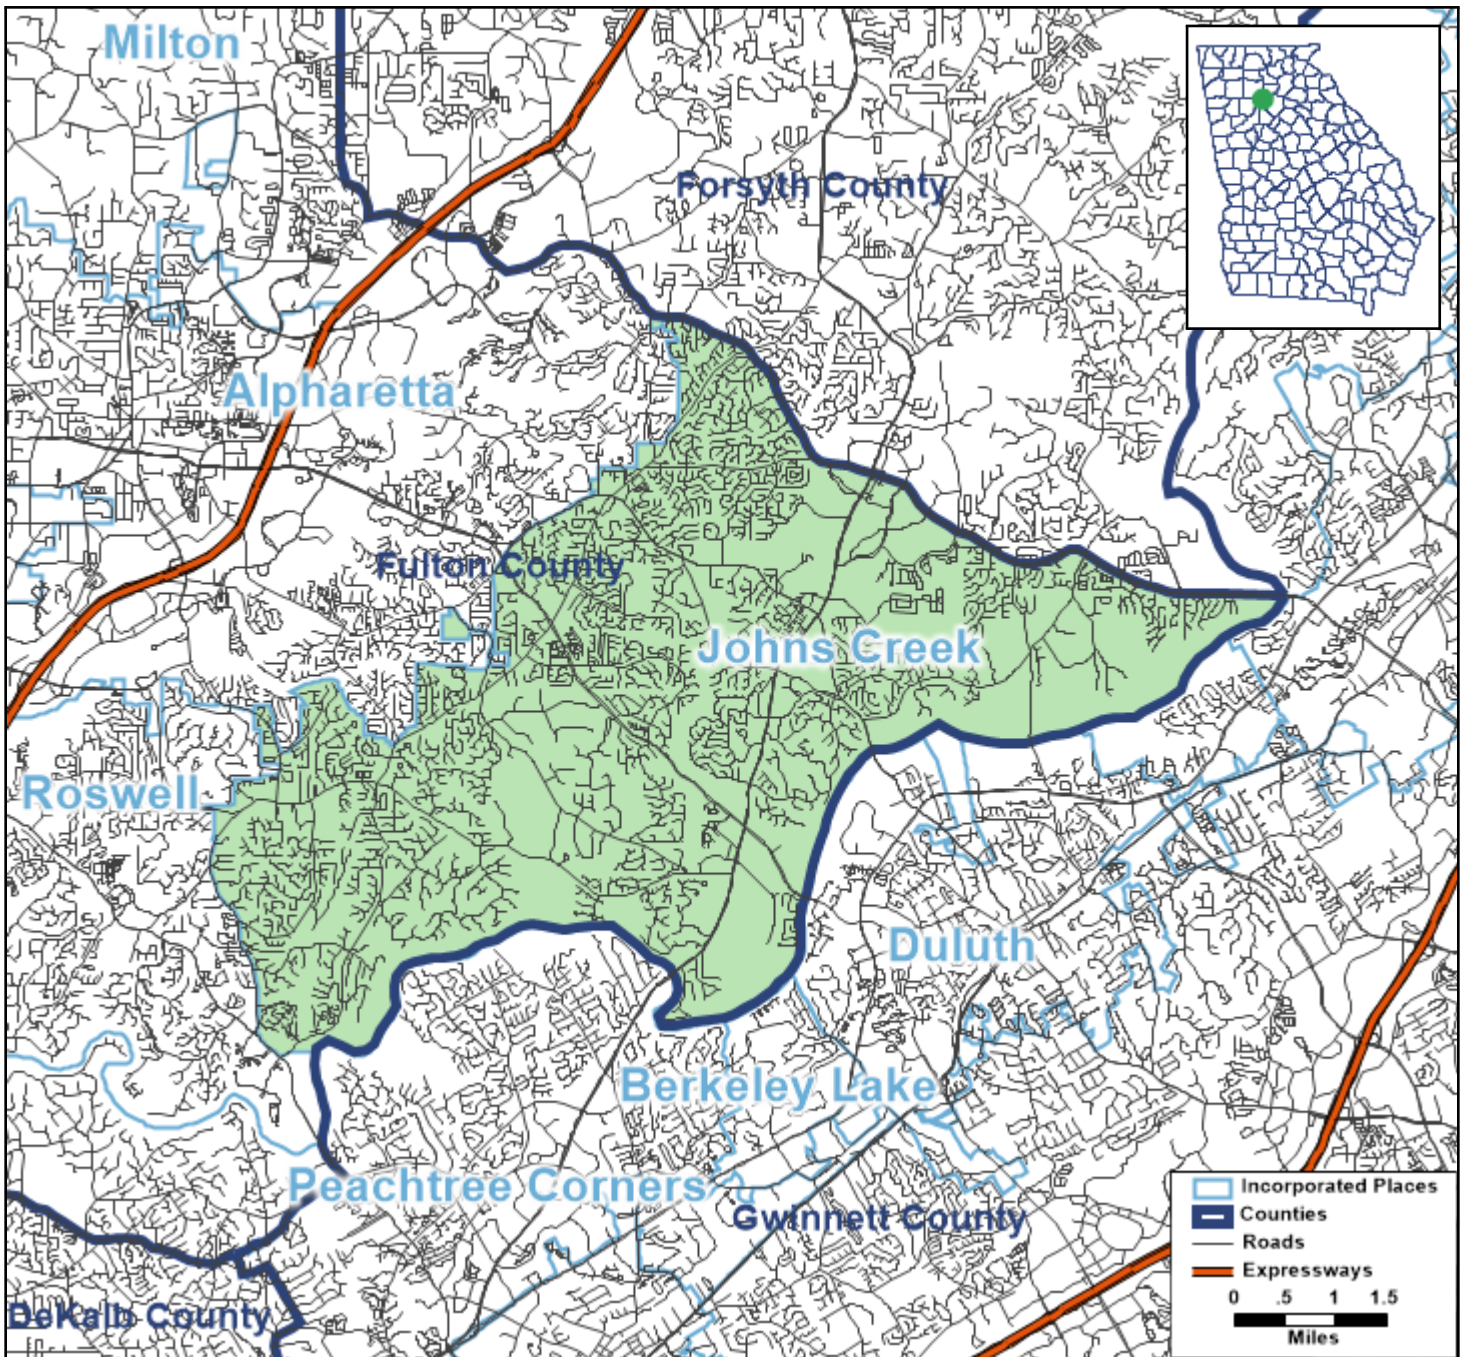 Milton
Forsyth County
Alpharetta
Fulton County
Johns Creek
Roswell
Duluth
Berkeley Lake
Peachtree Corners
Gwinnett County
DeKalb County
Incorporated Places
Counties
Roads
Expressways
0 .5 1 1.5
Miles